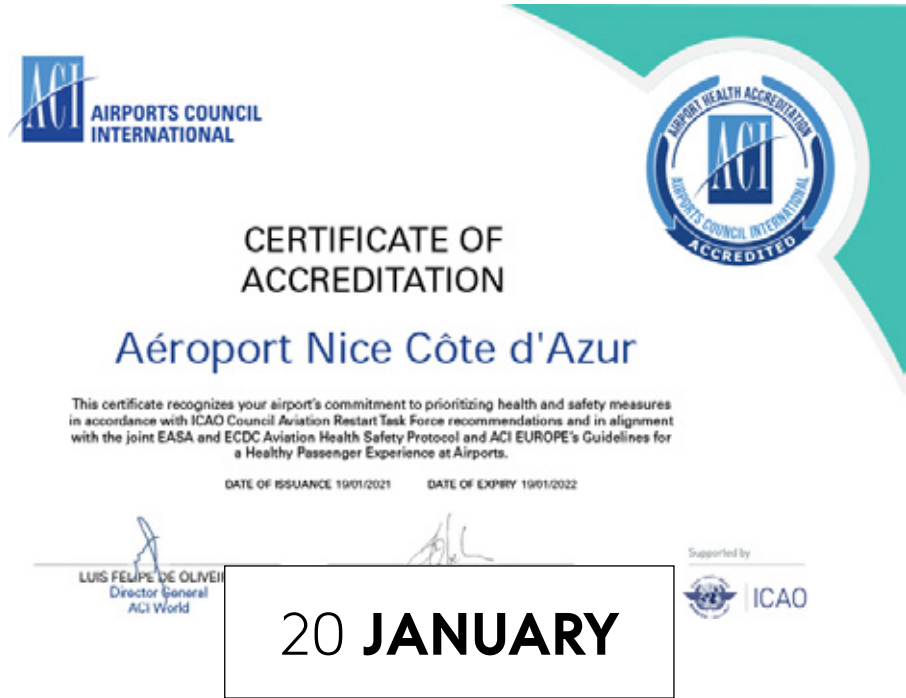 ACI
AIRPORTS COUNCIL
INTERNATIONAL
AIRPORT HEALTH ACCREDITATION
ACI
AIRPORTS COUNCIL INTERNATIONAL
ACCREDITED
CERTIFICATE OF
ACCREDITATION
Aéroport Nice Côte d'Azur
This certificate recognizes your airport's commitment to prioritizing health and safety measures
in accordance with ICAO Council Aviation Restart Task Force recommendations and in alignment
with the joint EASA and ECDC Aviation Health Safety Protocol and ACI EUROPE's Guidelines for
a Healthy Passenger Experience at Airports.
DATE OF ISSUANCE 19/01/2021 DATE OF EXPIRY 19/01/2022
LUIS FELIPE DE
Director General
ACI World
Supported by
ICAO
20 JANUARY